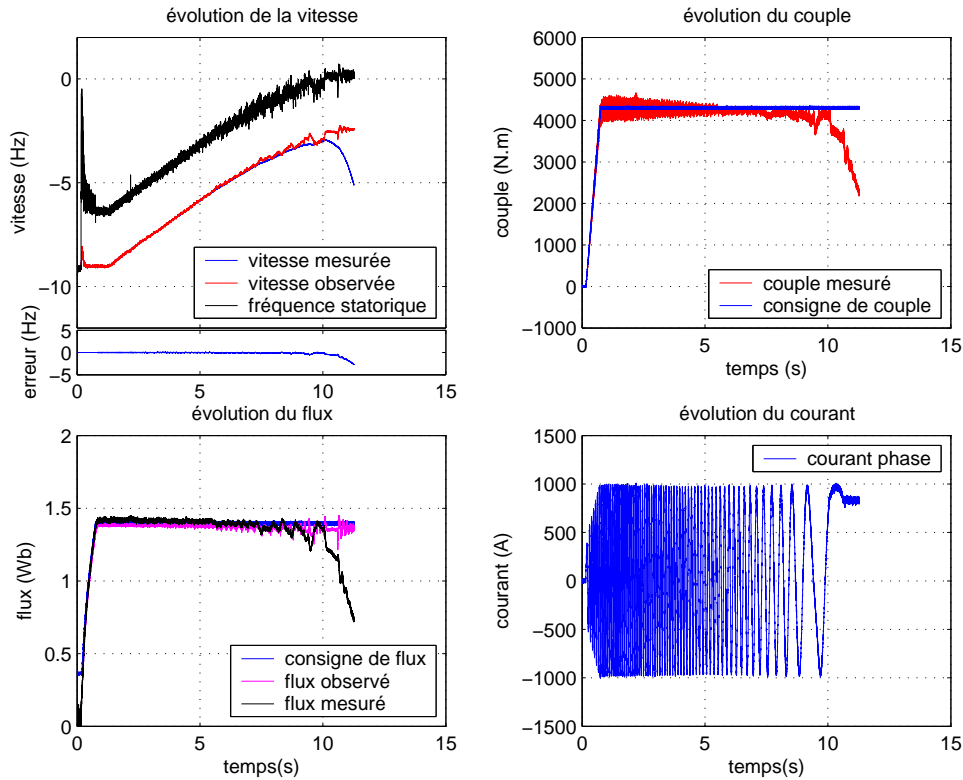 évolution de la vitesse
vitesse (Hz)
0
−5
−10
vitesse mesurée
vitesse observée
fréquence statorique
erreur (Hz)
5
0
−5
0 5 10 15
évolution du couple
couple (N.m)
6000
5000
4000
3000
2000
1000
0
−1000
couple mesuré
consigne de couple
0 5 10 15
temps (s)
évolution du flux
flux (Wb)
2
1.5
1
0.5
0
consigne de flux
flux observé
flux mesuré
0 5 10 15
temps(s)
évolution du courant
courant (A)
1500
1000
500
0
−500
−1000
−1500
courant phase
0 5 10 15
temps(s)